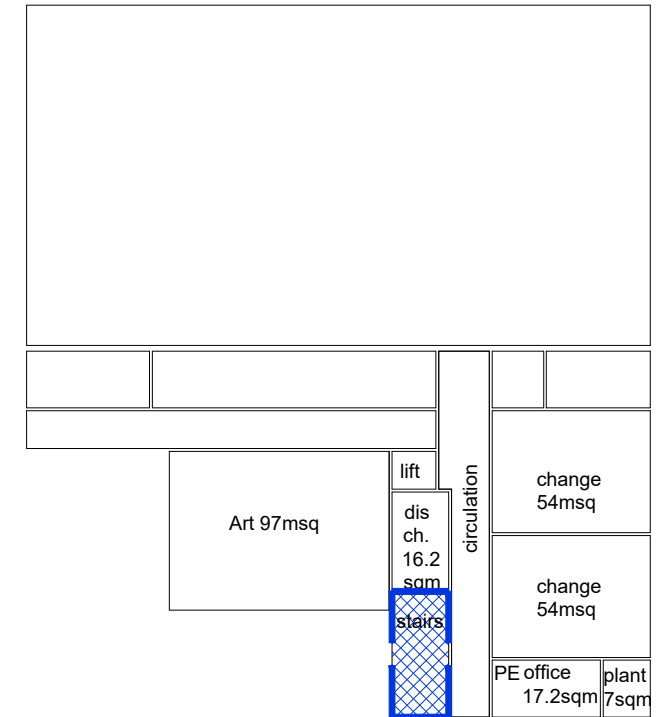 lift
circulation
change
54msq
dis
ch.
16.2
sqm
Art 97msq
change
54msq
stairs
PE office
17.2sqm
plant
7sqm